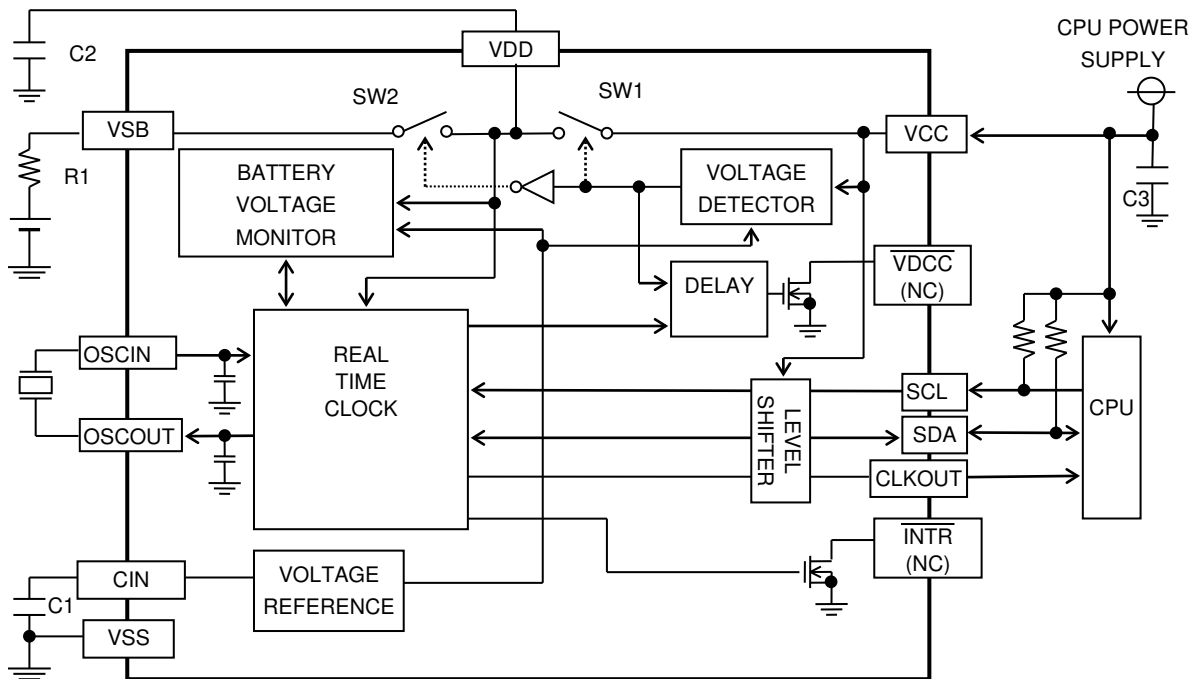 CPU POWER
SUPPLY
C2
VDD
SW2
SW1
VSB
VCC
R1
BATTERY
VOLTAGE
MONITOR
VOLTAGE
DETECTOR
C3
VDCC
(NC)
DELAY
OSCIN
REAL
TIME
CLOCK
OSCOUT
LEVEL
SHIFTER
SCL
SDA
CLKOUT
CPU
INTR
(NC)
CIN
VOLTAGE
REFERENCE
C1
VSS